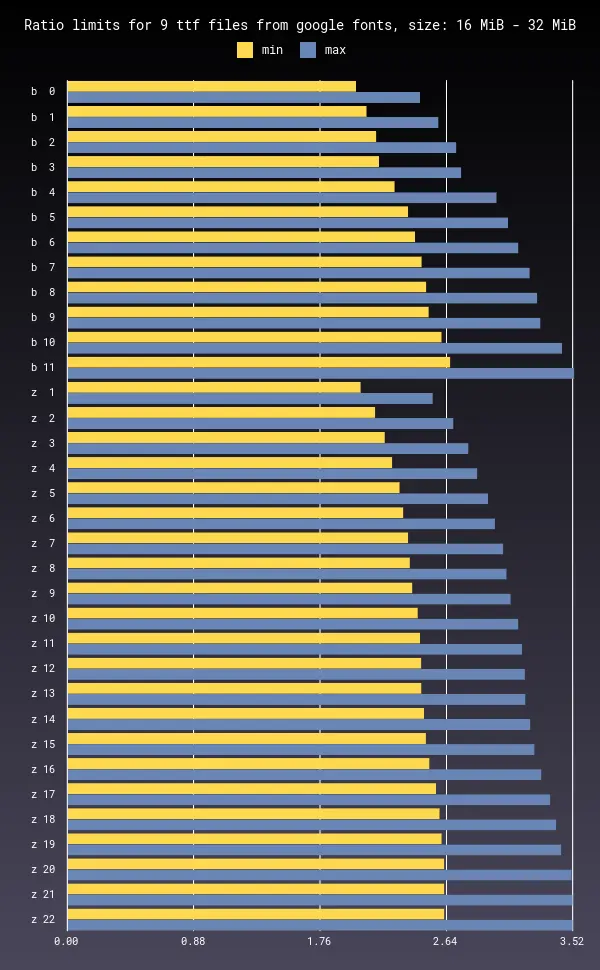 Ratio limits for 9 ttf files from google fonts, size: 16 MiB - 32 MiB
min max
b 0
b 1
b 2
b 3
b 4
b 5
b 6
b 7
b 8
b 9
b 10
b 11
z 1
z 2
z 3
z 4
z 5
z 6
z 7
z 8
z 9
z 10
z 11
z 12
z 13
z 14
z 15
z 16
z 17
z 18
z 19
z 20
z 21
z 22
0.00 0.88 1.76 2.64 3.52